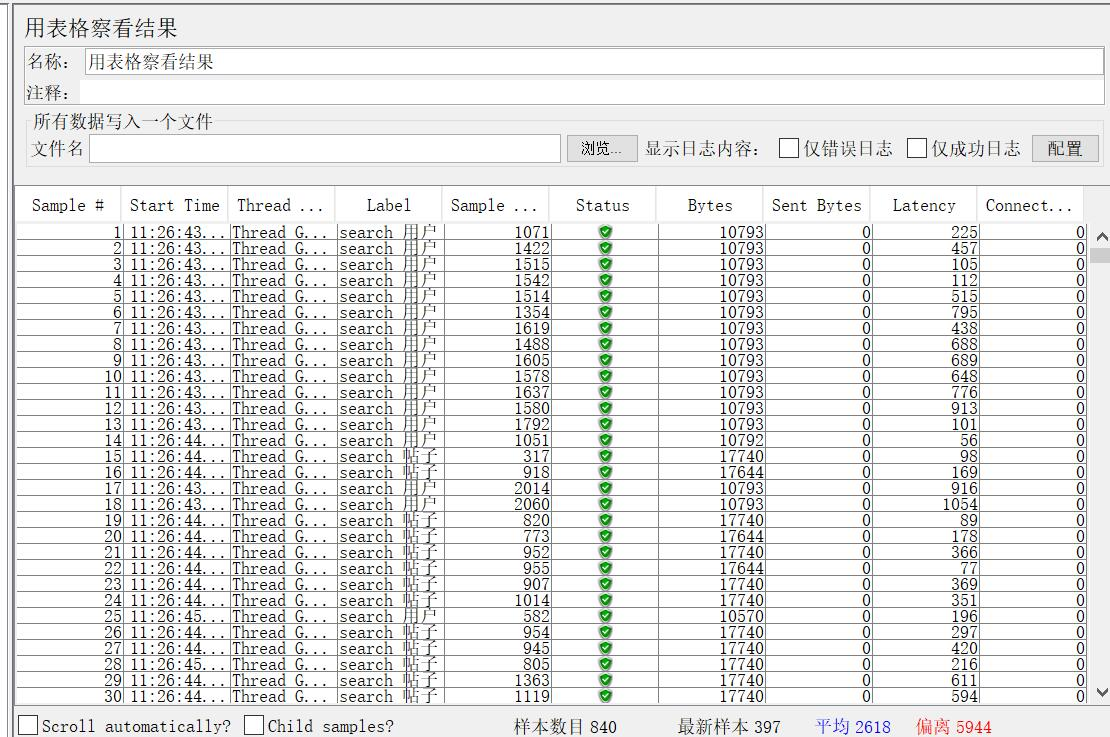 用表格察看结果
名称： 用表格察看结果
注释：
所有数据写入一个文件
文件名 浏览... 显示日志内容： 仅错误日志 仅成功日志 配置
Sample # Start Time Thread ... Label Sample ... Status Bytes Sent Bytes Latency Connect...
1 11:26:43... Thread G... search 用户 1071 10793 0 225 0
2 11:26:43... Thread G... search 用户 1422 10793 0 457 0
3 11:26:43... Thread G... search 用户 1515 10793 0 105 0
4 11:26:43... Thread G... search 用户 1542 10793 0 112 0
5 11:26:43... Thread G... search 用户 1514 10793 0 515 0
6 11:26:43... Thread G... search 用户 1354 10793 0 795 0
7 11:26:43... Thread G... search 用户 1619 10793 0 438 0
8 11:26:43... Thread G... search 用户 1488 10793 0 688 0
9 11:26:43... Thread G... search 用户 1605 10793 0 689 0
10 11:26:43... Thread G... search 用户 1578 10793 0 648 0
11 11:26:43... Thread G... search 用户 1637 10793 0 776 0
12 11:26:43... Thread G... search 用户 1580 10793 0 913 0
13 11:26:43... Thread G... search 用户 1792 10793 0 101 0
14 11:26:44... Thread G... search 用户 1051 10792 0 56 0
15 11:26:44... Thread G... search 帖子 317 17740 0 98 0
16 11:26:44... Thread G... search 帖子 918 17644 0 169 0
17 11:26:43... Thread G... search 用户 2014 10793 0 916 0
18 11:26:43... Thread G... search 用户 2060 10793 0 1054 0
19 11:26:44... Thread G... search 帖子 820 17740 0 89 0
20 11:26:44... Thread G... search 帖子 773 17644 0 178 0
21 11:26:44... Thread G... search 帖子 952 17740 0 366 0
22 11:26:44... Thread G... search 帖子 955 17644 0 77 0
23 11:26:44... Thread G... search 帖子 907 17740 0 369 0
24 11:26:44... Thread G... search 帖子 1014 17740 0 351 0
25 11:26:45... Thread G... search 用户 582 10570 0 196 0
26 11:26:44... Thread G... search 帖子 954 17740 0 297 0
27 11:26:44... Thread G... search 帖子 945 17740 0 420 0
28 11:26:45... Thread G... search 帖子 805 17740 0 216 0
29 11:26:44... Thread G... search 帖子 1363 17740 0 611 0
30 11:26:44... Thread G... search 帖子 1119 17740 0 594 0
Scroll automatically? Child samples? 样本数目 840 最新样本 397 平均 2618 偏离 5944